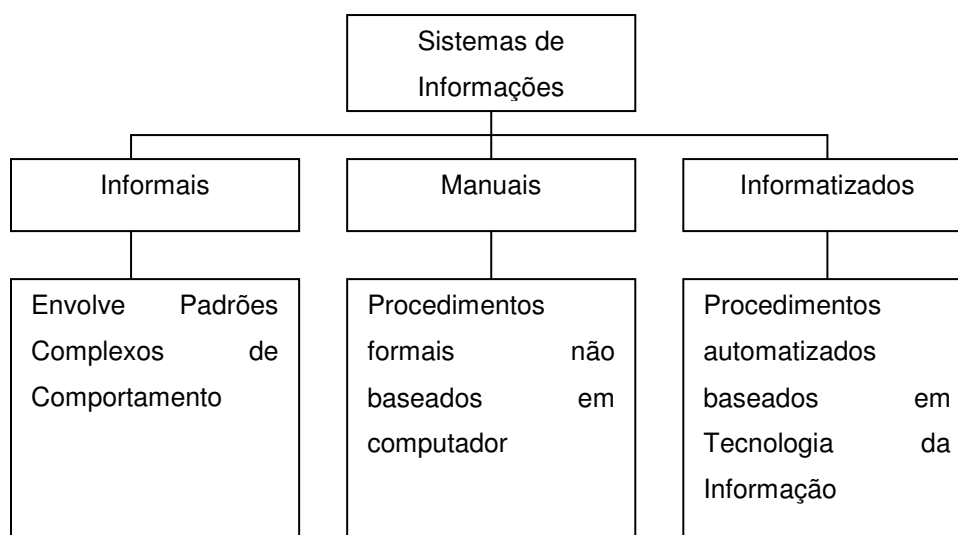 Sistemas de
Informações
Informais
Manuais
Informatizados
Envolve Padrões
Complexos de
Comportamento
Procedimentos
formais não
baseados em
computador
Procedimentos
automatizados
baseados em
Tecnologia da
Informação